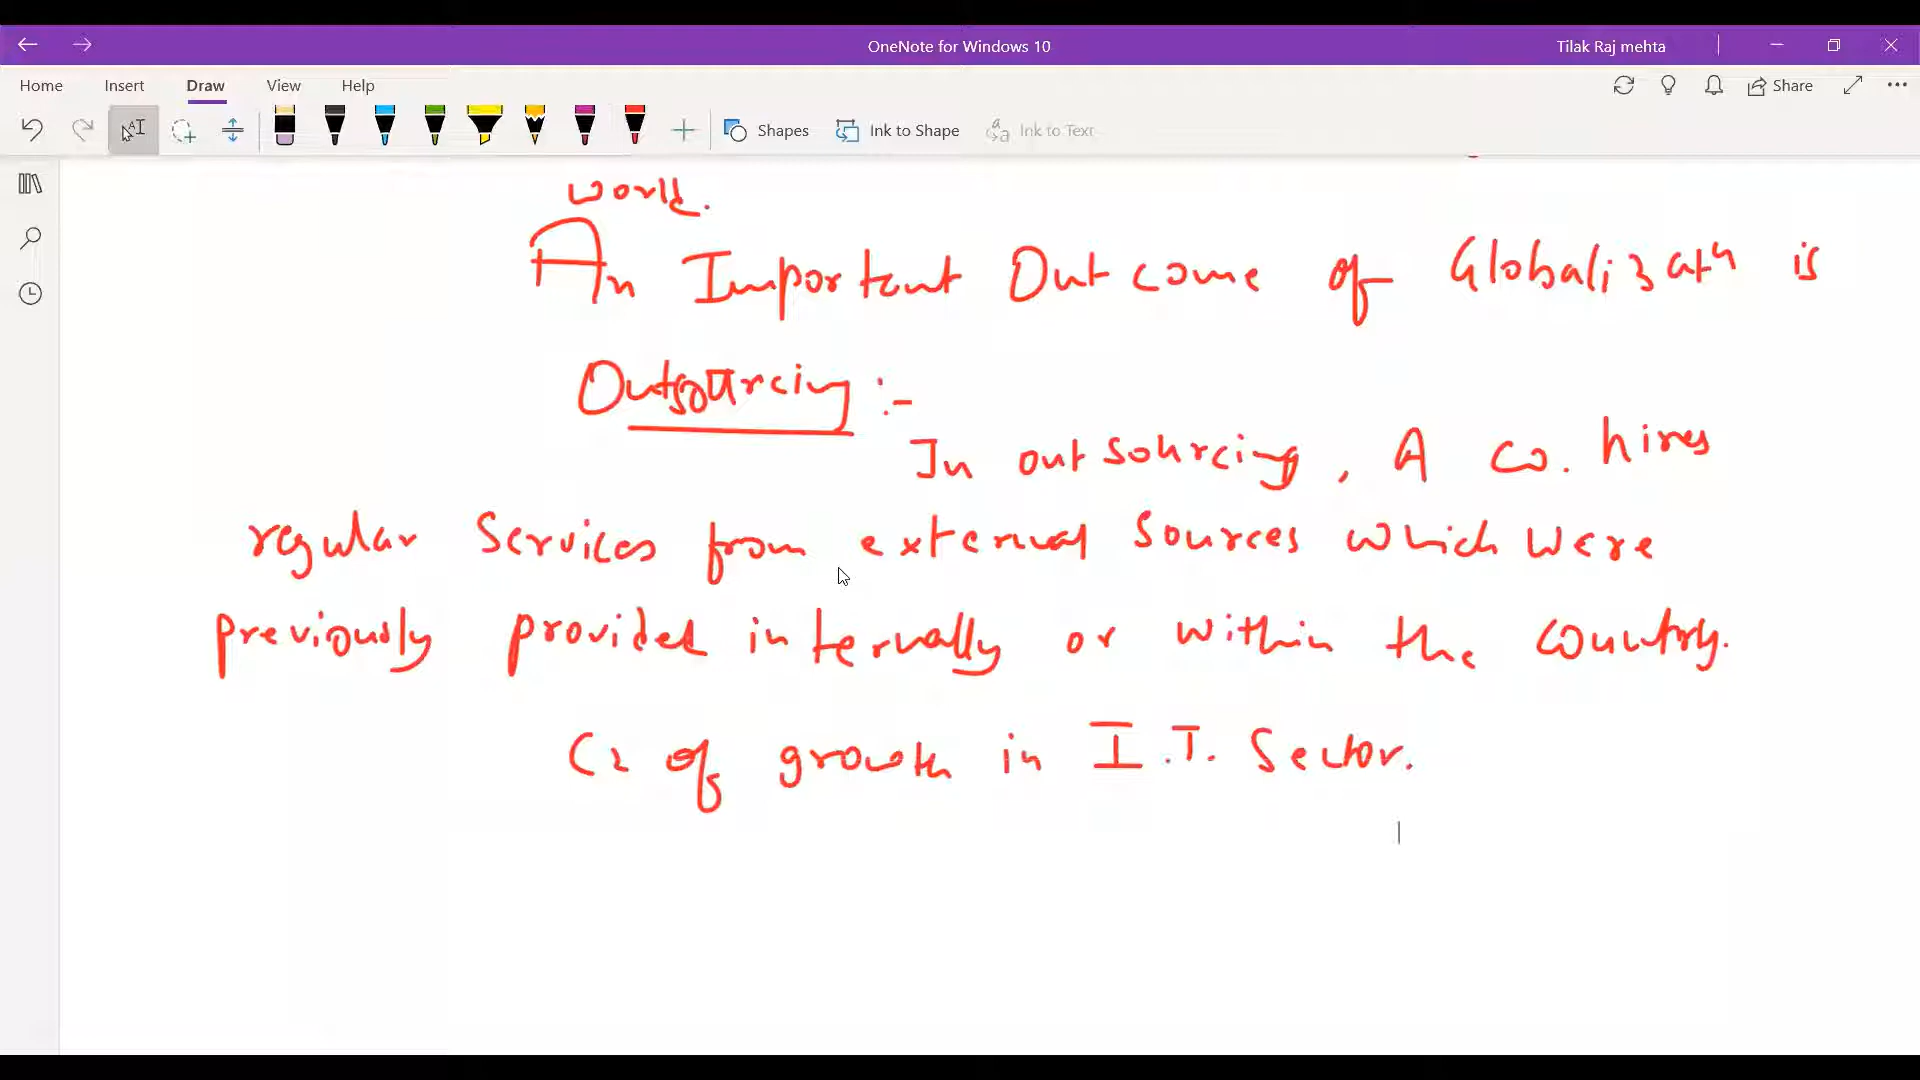 OneNote for Windows 10
Tilak Raj mehta
Home Insert Draw View Help
Share
Shapes Ink to Shape Ink to Text
world.
An Important Outcome of Globalizatn is
Outsourcing :-
In outsourcing, A co. hires
regular Services from external Sources which were
previously provided internally or within the country.
of growth in I.T. Sector.